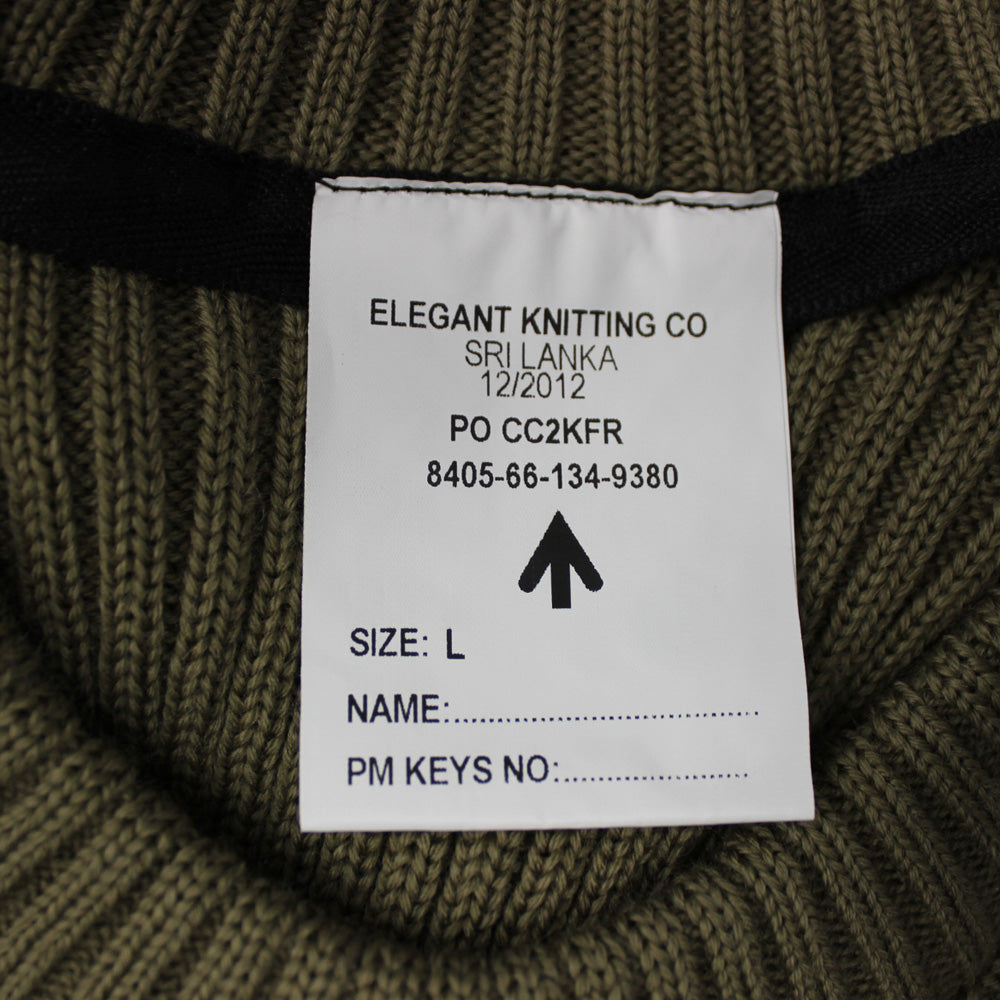 ELEGANT KNITTING CO
SRI LANKA
12/2012
PO CC2KFR
8405-66-134-9380
SIZE: L
NAME:..........................................
PM KEYS NO:.........................